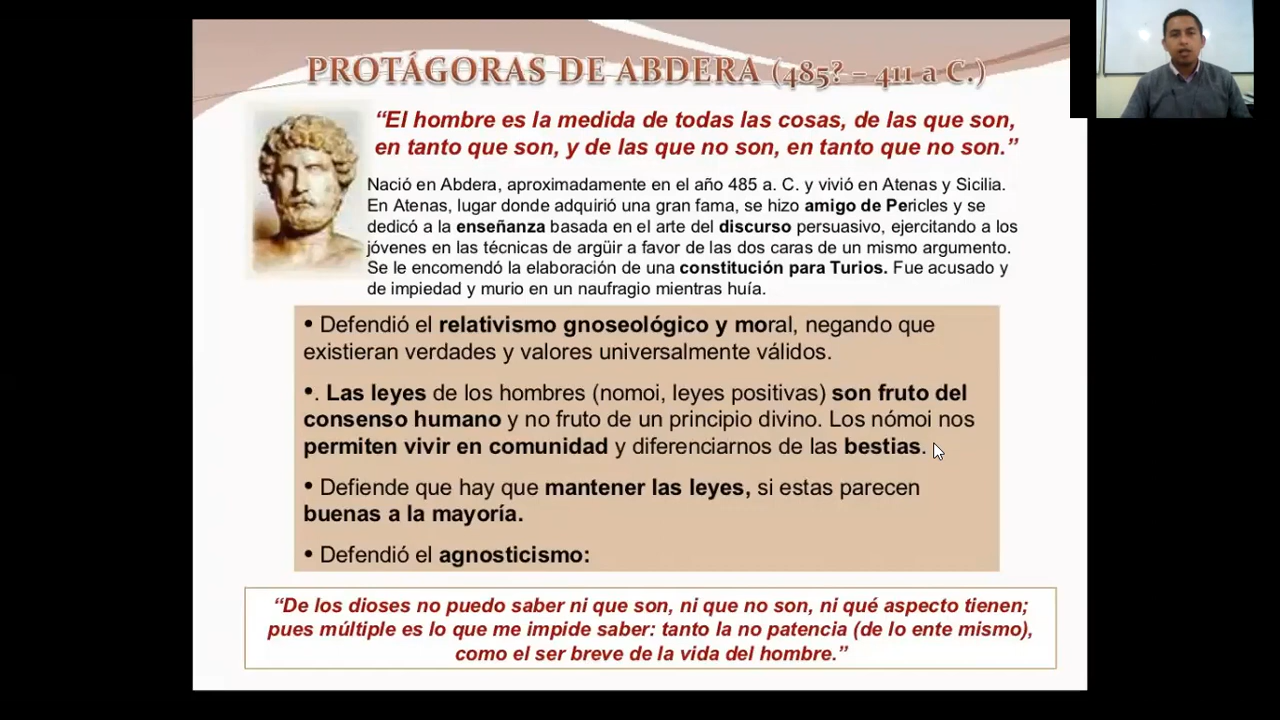 PROTÁGORAS DE ABDERA (485? – 411 a C.)
“El hombre es la medida de todas las cosas, de las que son,
en tanto que son, y de las que no son, en tanto que no son.”
Nació en Abdera, aproximadamente en el año 485 a. C. y vivió en Atenas y Sicilia.
En Atenas, lugar donde adquirió una gran fama, se hizo amigo de Pericles y se
dedicó a la enseñanza basada en el arte del discurso persuasivo, ejercitando a los
jóvenes en las técnicas de argüir a favor de las dos caras de un mismo argumento.
Se le encomendó la elaboración de una constitución para Turios. Fue acusado y
de impiedad y murio en un naufragio mientras huía.
• Defendió el relativismo gnoseológico y moral, negando que
existieran verdades y valores universalmente válidos.
•. Las leyes de los hombres (nomoi, leyes positivas) son fruto del
consenso humano y no fruto de un principio divino. Los nómoi nos
permiten vivir en comunidad y diferenciarnos de las bestias.
• Defiende que hay que mantener las leyes, si estas parecen
buenas a la mayoría.
• Defendió el agnosticismo:
“De los dioses no puedo saber ni que son, ni que no son, ni qué aspecto tienen;
pues múltiple es lo que me impide saber: tanto la no patencia (de lo ente mismo),
como el ser breve de la vida del hombre.”